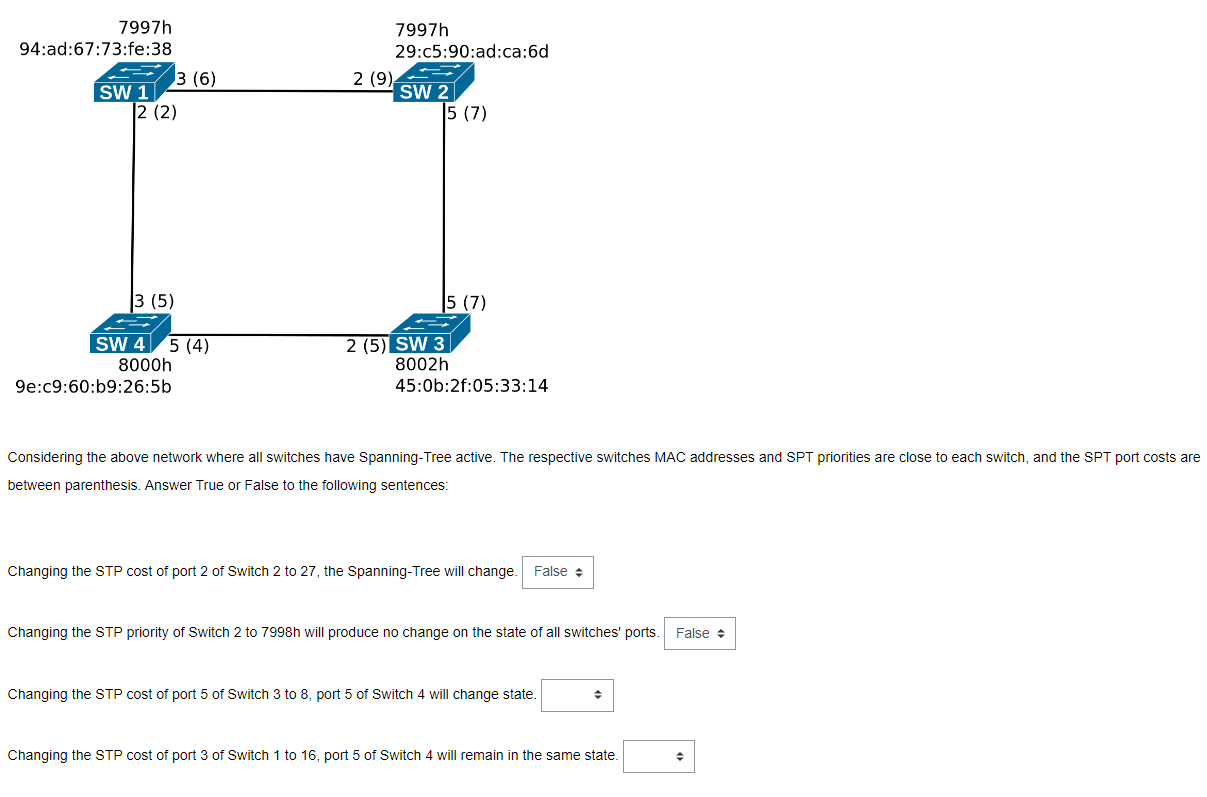 7997h
94:ad:67:73:fe:38
7997h
29:c5:90:ad:ca:6d
SW 1
3 (6)
2 (9)
SW 2
2 (2)
5 (7)
3 (5)
5 (7)
SW 4
5 (4)
2 (5)
SW 3
8000h
9e:c9:60:b9:26:5b
8002h
45:0b:2f:05:33:14
Considering the above network where all switches have Spanning-Tree active. The respective switches MAC addresses and SPT priorities are close to each switch, and the SPT port costs are
between parenthesis. Answer True or False to the following sentences:
Changing the STP cost of port 2 of Switch 2 to 27, the Spanning-Tree will change. False
Changing the STP priority of Switch 2 to 7998h will produce no change on the state of all switches' ports. False
Changing the STP cost of port 5 of Switch 3 to 8, port 5 of Switch 4 will change state.
Changing the STP cost of port 3 of Switch 1 to 16, port 5 of Switch 4 will remain in the same state.